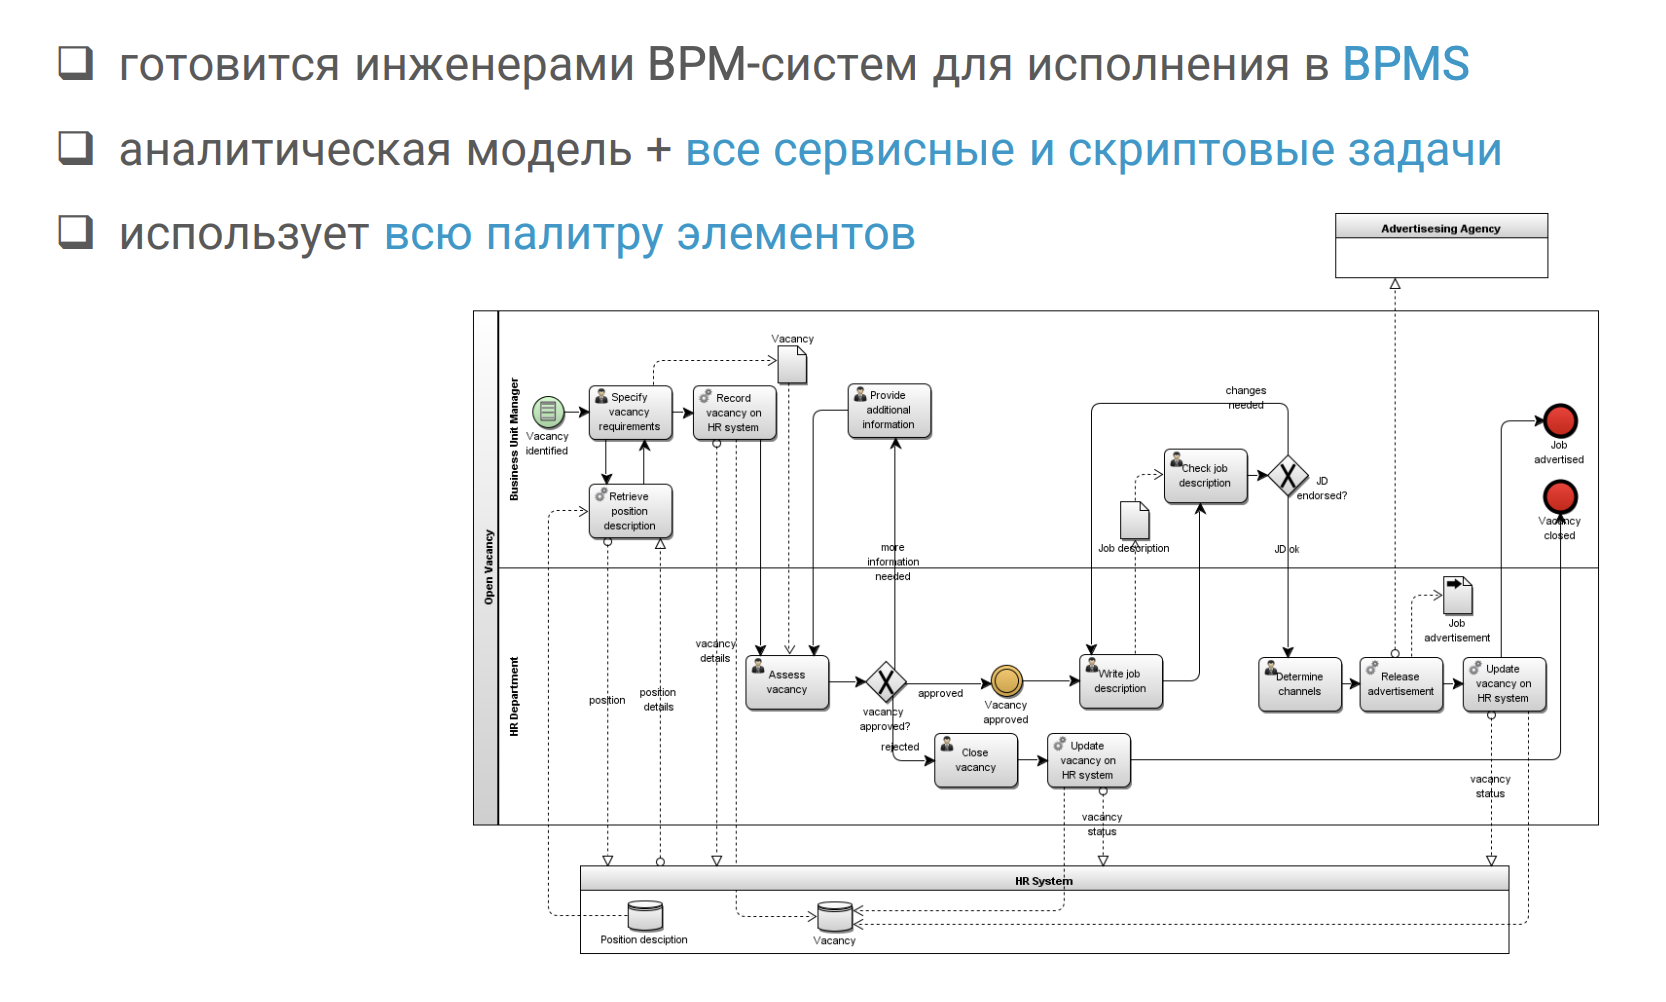 готовится инженерами BPM-систем для исполнения в BPMS
аналитическая модель + все сервисные и скриптовые задачи
использует всю палитру элементов
Advertisesing Agency
Open Vacancy
Business Unit Manager
Vacancy
identified
Specify
vacancy
requirements
Record
vacancy on
HR system
Vacancy
Provide
additional
information
Retrieve
position
description
more
information
needed
changes
needed
Check job
description
JD
endorsed?
Job description
JD ok
Job
advertised
Vacancy
closed
HR Department
position
position
details
vacancy
details
Assess
vacancy
vacancy
approved?
approved
Vacancy
approved
rejected
Close
vacancy
Update
vacancy on
HR system
vacancy
status
Write job
description
Determine
channels
Release
advertisement
Job
advertisement
Update
vacancy on
HR system
vacancy
status
HR System
Position desciption
Vacancy